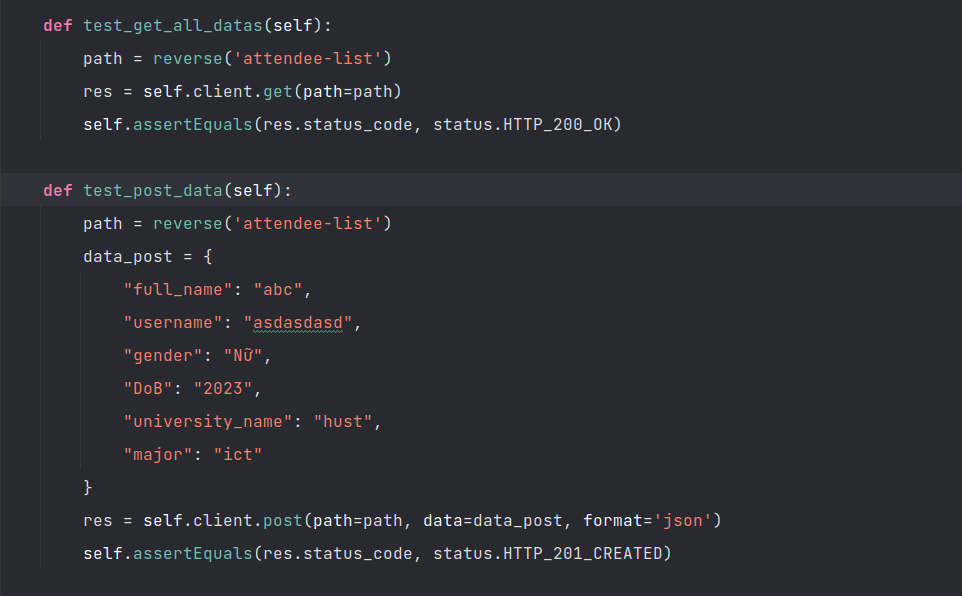 def test_get_all_datas(self):
path = reverse('attendee-list')
res = self.client.get(path=path)
self.assertEquals(res.status_code, status.HTTP_200_OK)
def test_post_data(self):
path = reverse('attendee-list')
data_post = {
"full_name": "abc",
"username": "asdasdasd",
"gender": "Nữ",
"DoB": "2023",
"university_name": "hust",
"major": "ict"
}
res = self.client.post(path=path, data=data_post, format='json')
self.assertEquals(res.status_code, status.HTTP_201_CREATED)